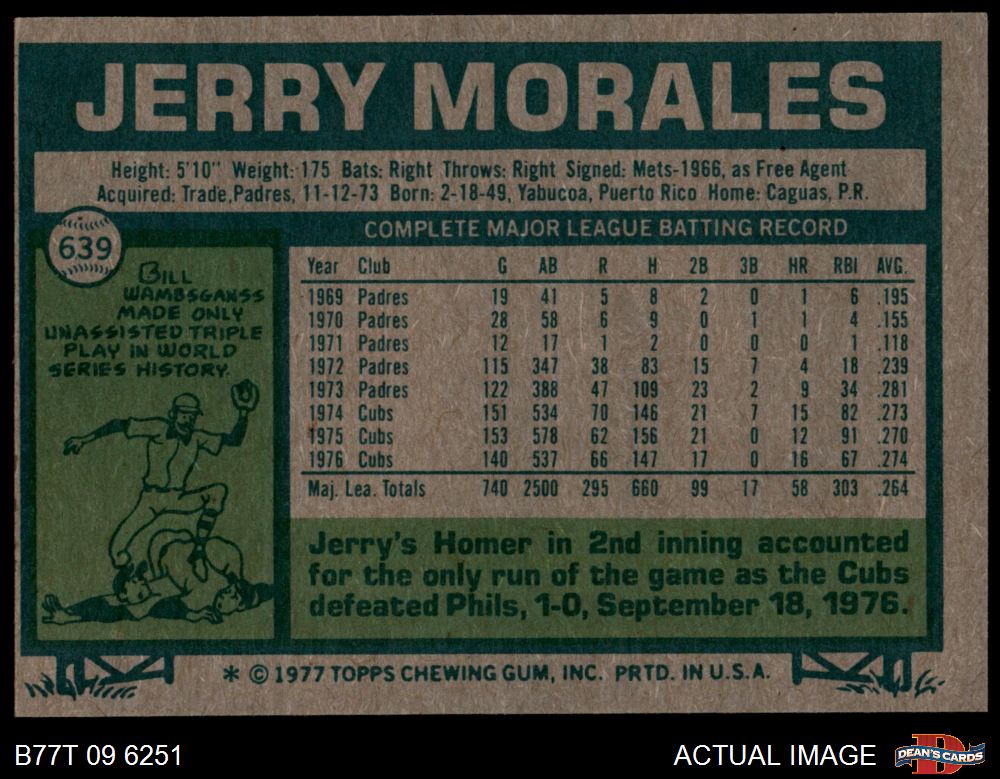 JERRY MORALES
Height: 5'10" Weight: 175 Bats: Right Throws: Right Signed: Mets-1966, as Free Agent
Acquired: Trade, Padres, 11-12-73 Born: 2-18-49, Yabucoa, Puerto Rico Home: Caguas, P.R.
639
BILL
WAMBSGANSS
MADE ONLY
UNASSISTED TRIPLE
PLAY IN WORLD
SERIES HISTORY.
COMPLETE MAJOR LEAGUE BATTING RECORD
Year Club G AB R H 2B 3B HR RBI AVG.
1969 Padres 19 41 5 8 2 0 1 6 .195
1970 Padres 28 58 6 9 0 1 1 4 .155
1971 Padres 12 17 1 2 0 0 0 1 .118
1972 Padres 115 347 38 83 15 7 4 18 .239
1973 Padres 122 388 47 109 23 2 9 34 .281
1974 Cubs 151 534 70 146 21 7 15 82 .273
1975 Cubs 153 578 62 156 21 0 12 91 .270
1976 Cubs 140 537 66 147 17 0 16 67 .274
Maj. Lea. Totals 740 2500 295 660 99 17 58 303 .264
Jerry's Homer in 2nd inning accounted
for the only run of the game as the Cubs
defeated Phils, 1-0, September 18, 1976.
* © 1977 TOPPS CHEWING GUM, INC. PRTD. IN U.S.A.
B77T 09 6251
ACTUAL IMAGE
D
DEAN'S CARDS